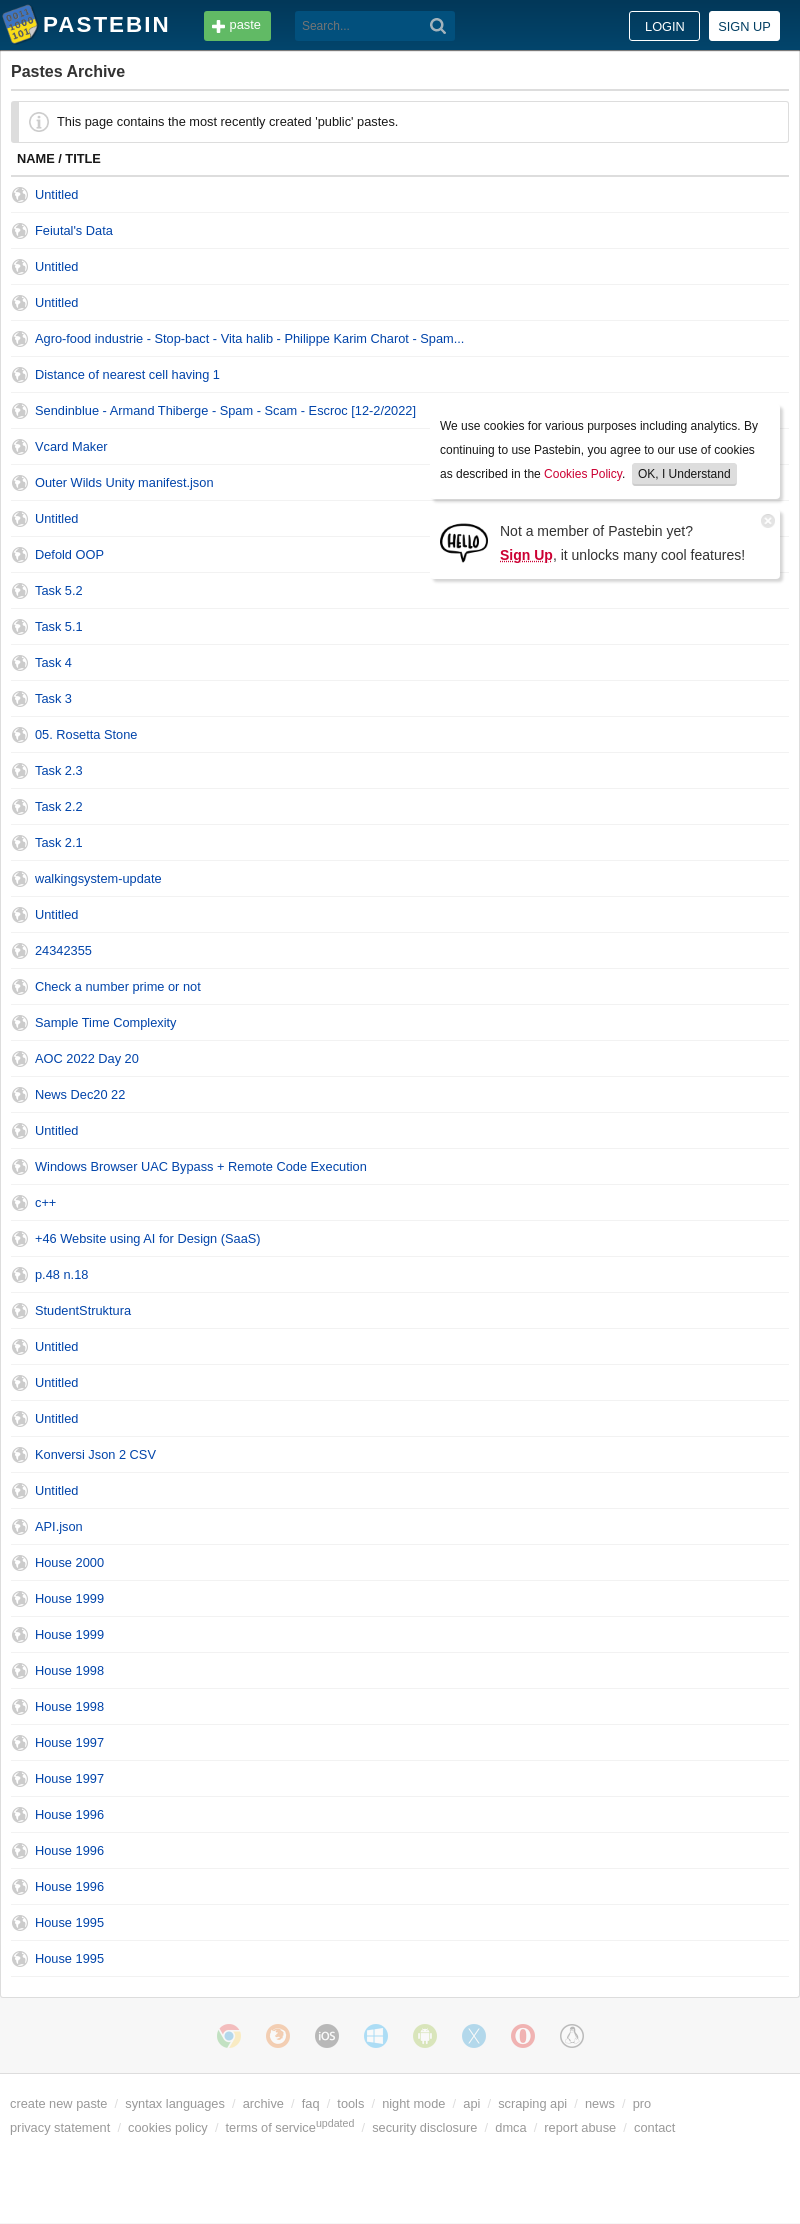 PASTEBIN
paste
Search...
LOGIN
SIGN UP
Pastes Archive
This page contains the most recently created 'public' pastes.
NAME / TITLE
Untitled
Feiutal's Data
Untitled
Untitled
Agro-food industrie - Stop-bact - Vita halib - Philippe Karim Charot - Spam...
Distance of nearest cell having 1
Sendinblue - Armand Thiberge - Spam - Scam - Escroc [12-2/2022]
Vcard Maker
Outer Wilds Unity manifest.json
Untitled
Defold OOP
We use cookies for various purposes including analytics. By
continuing to use Pastebin, you agree to our use of cookies
as described in the Cookies Policy. OK, I Understand
HELLO
Not a member of Pastebin yet?
Sign Up, it unlocks many cool features!
Task 5.2
Task 5.1
Task 4
Task 3
05. Rosetta Stone
Task 2.3
Task 2.2
Task 2.1
walkingsystem-update
Untitled
24342355
Check a number prime or not
Sample Time Complexity
AOC 2022 Day 20
News Dec20 22
Untitled
Windows Browser UAC Bypass + Remote Code Execution
c++
+46 Website using AI for Design (SaaS)
p.48 n.18
StudentStruktura
Untitled
Untitled
Untitled
Konversi Json 2 CSV
Untitled
API.json
House 2000
House 1999
House 1999
House 1998
House 1998
House 1997
House 1997
House 1996
House 1996
House 1996
House 1995
House 1995
iOS
create new paste / syntax languages / archive / faq / tools / night mode / api / scraping api / news / pro
privacy statement / cookies policy / terms of service updated / security disclosure / dmca / report abuse / contact